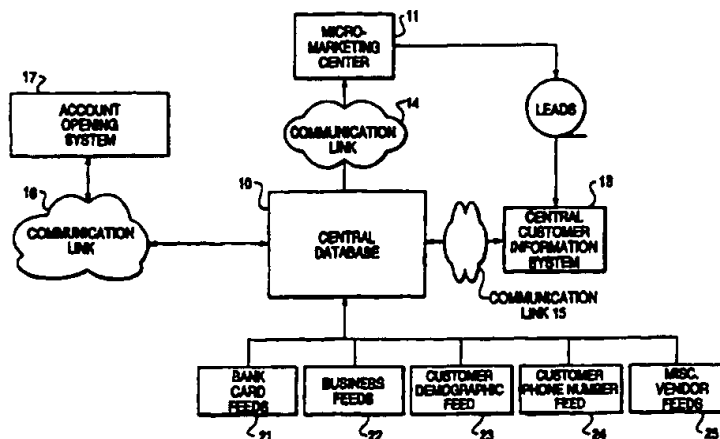 11
MICRO-
MARKETING
CENTER
17
ACCOUNT
OPENING
SYSTEM
14
COMMUNICATION
LINK
LEADS
16
COMMUNICATION
LINK
10
CENTRAL
DATABASE
18
CENTRAL
CUSTOMER
INFORMATION
SYSTEM
COMMUNICATION
LINK 15
BANK
CARD
FEEDS
BUSINESS
FEEDS
CUSTOMER
DEMOGRAPHIC
FEED
CUSTOMER
PHONE NUMBER
FEED
MISC.
VENDOR
FEEDS
21
22
23
24
25